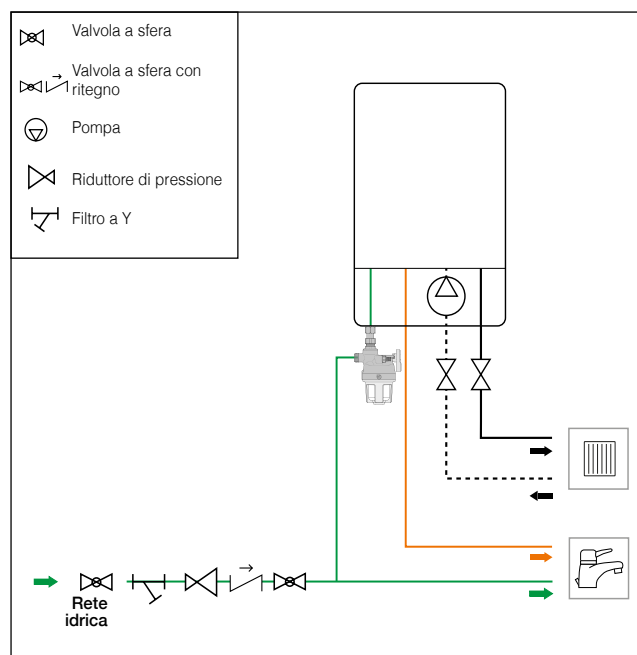 Valvola a sfera
Valvola a sfera con
ritegno
Pompa
Riduttore di pressione
Filtro a Y
Rete
idrica